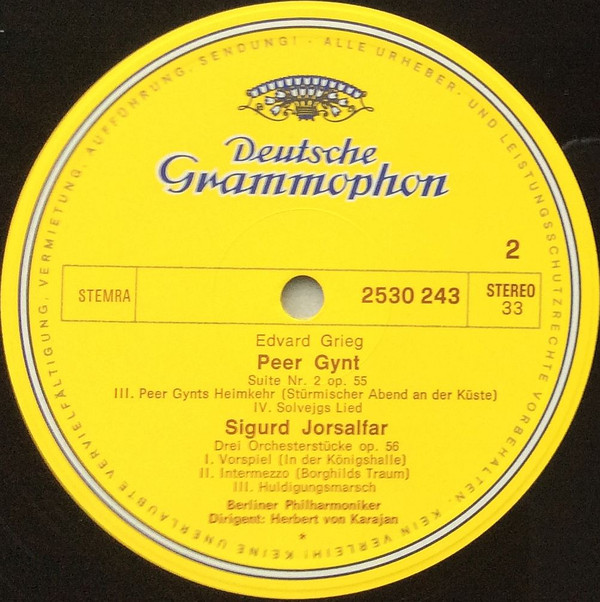 ALLE URHEBER- UND LEISTUNGSSCHUTZRECHTE VORBEHALTEN. KEIN VERLEIH! KEINE UNERLAUBTE VERVIELFÄLTIGUNG, VERMIETUNG, AUFFÜHRUNG, SENDUNG! ·
Deutsche
Grammophon
2
STEMRA
2530 243
STEREO
33
Edvard Grieg
Peer Gynt
Suite Nr. 2 op. 55
III. Peer Gynts Heimkehr (Stürmischer Abend an der Küste)
IV. Solvejgs Lied
Sigurd Jorsalfar
Drei Orchesterstücke op. 56
I. Vorspiel (In der Königshalle)
II. Intermezzo (Borghilds Traum)
III. Huldigungsmarsch
Berliner Philharmoniker
Dirigent: Herbert von Karajan
*